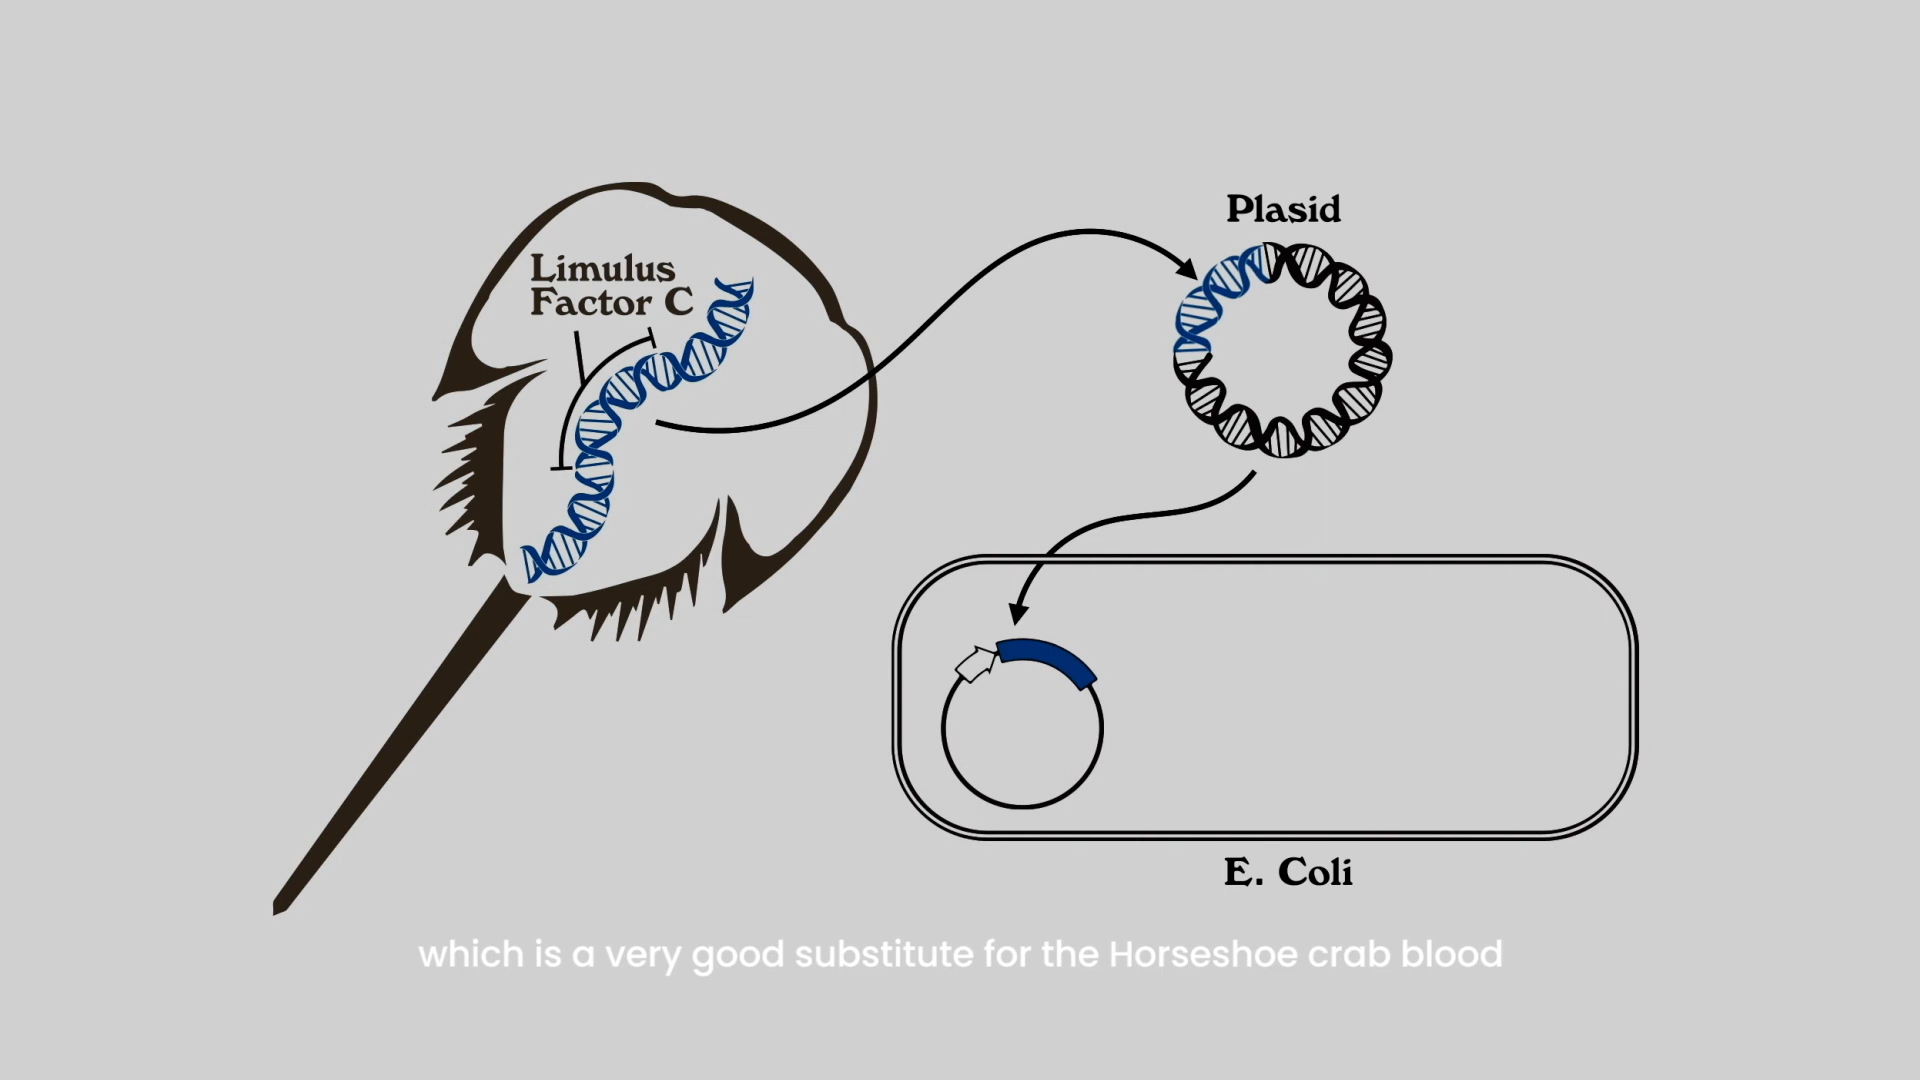 Plasid
Limulus
Factor C
E. Coli
which is a very good substitute for the Horseshoe crab blood